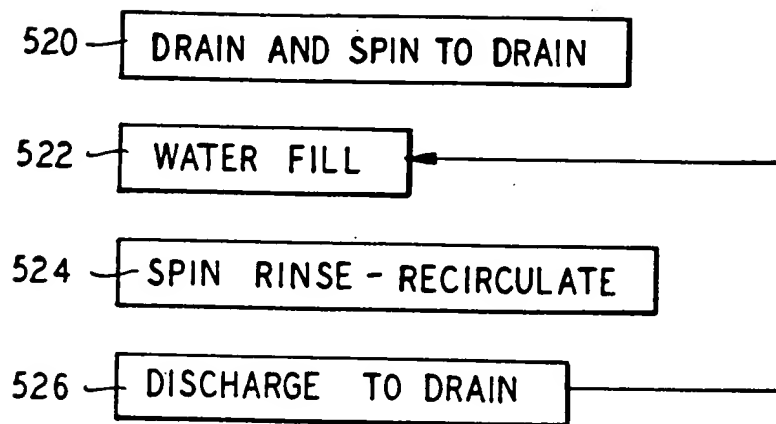 520 DRAIN AND SPIN TO DRAIN
522 WATER FILL
524 SPIN RINSE - RECIRCULATE
526 DISCHARGE TO DRAIN